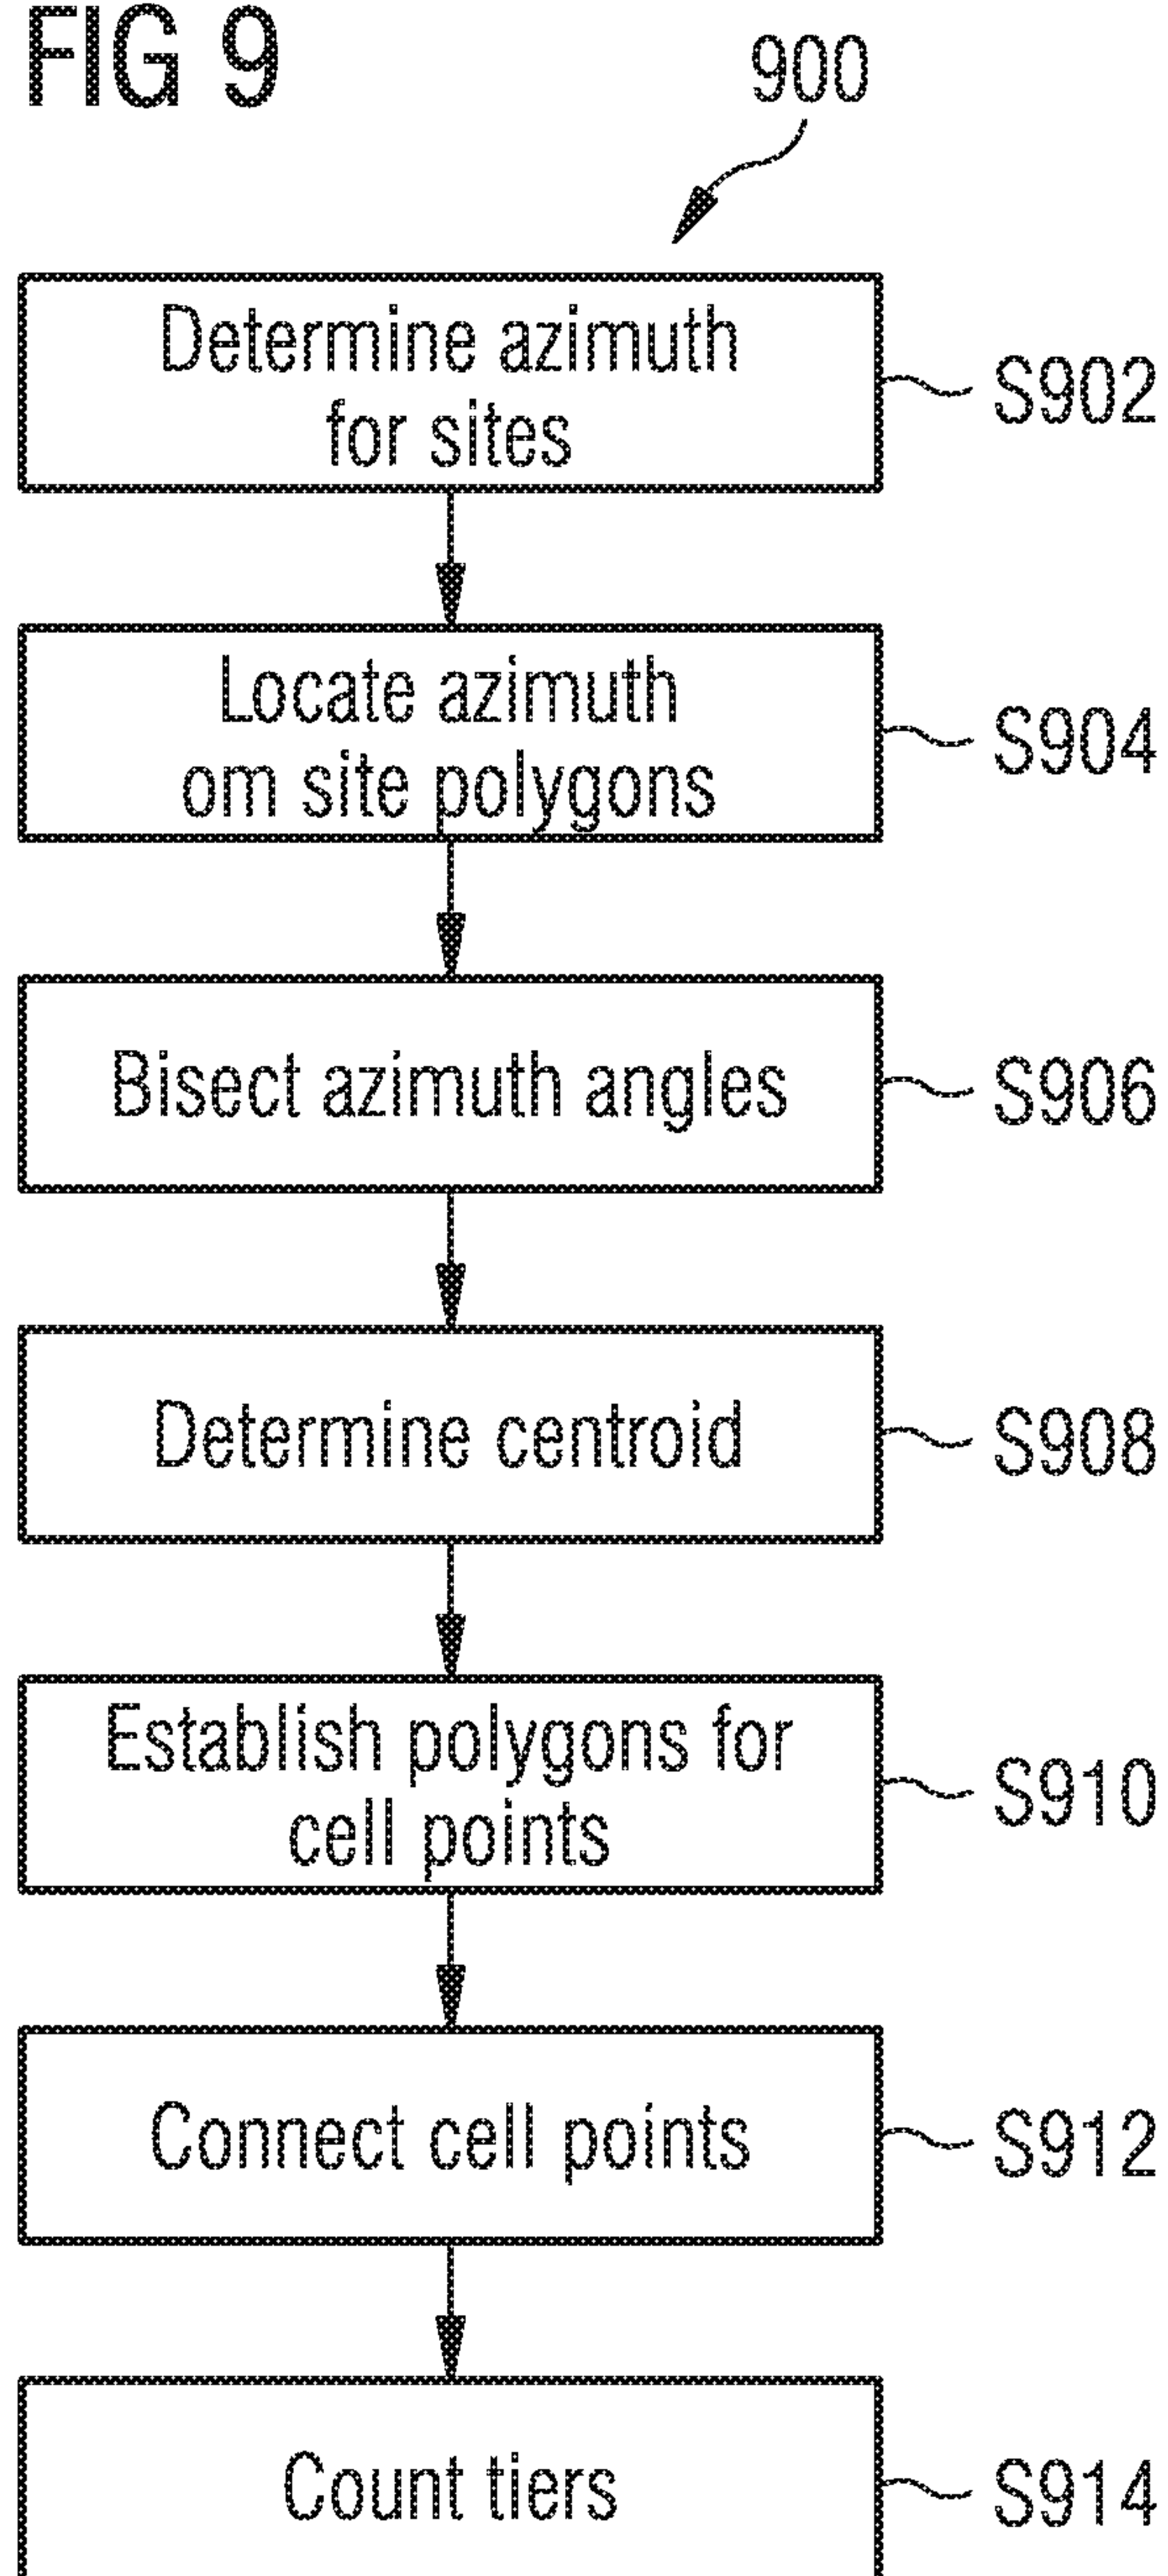 FIG 9
900
Determine azimuth
for sites
S902
Locate azimuth
om site polygons
S904
Bisect azimuth angles
S906
Determine centroid
S908
Establish polygons for
cell points
S910
Connect cell points
S912
Count tiers
S914